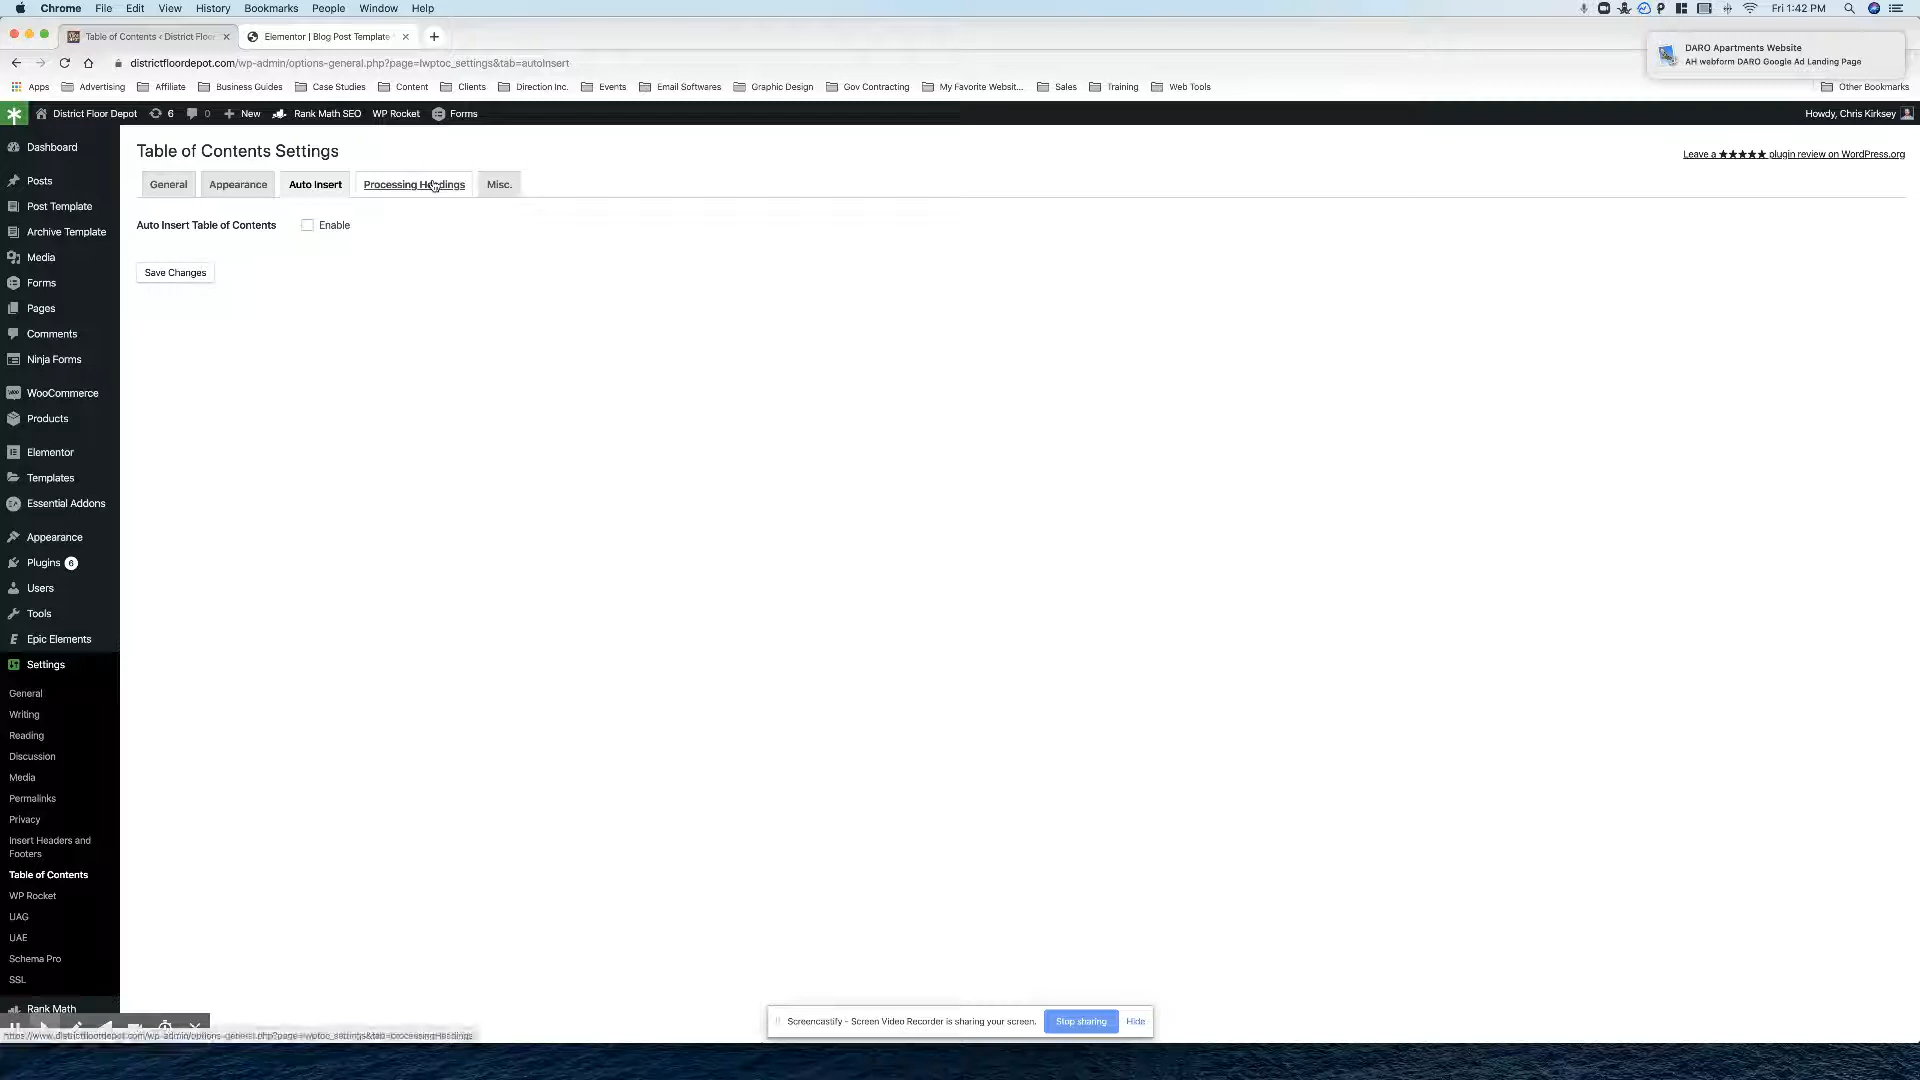 Chrome File Edit View History Bookmarks People Window Help
Fri 1:42 PM
Table of Contents ‹ District Floor
Elementor | Blog Post Template
districtfloordepot.com/wp-admin/options-general.php?page=lwptoc_settings&tab=autoInsert
DARO Apartments Website
AH webform DARO Google Ad Landing Page
Apps Advertising Affiliate Business Guides Case Studies Content Clients Direction Inc. Events Email Softwares Graphic Design Gov Contracting My Favorite Websit... Sales Training Web Tools Other Bookmarks
District Floor Depot 6 0 New Rank Math SEO WP Rocket Forms Howdy, Chris Kirksey
Dashboard
Posts
Post Template
Archive Template
Media
Forms
Pages
Comments
Ninja Forms
WooCommerce
Products
Elementor
Templates
Essential Addons
Appearance
Plugins 6
Users
Tools
Epic Elements
Settings
General
Writing
Reading
Discussion
Media
Permalinks
Privacy
Insert Headers and
Footers
Table of Contents
WP Rocket
UAG
UAE
Schema Pro
SSL
Rank Math
Table of Contents Settings
Leave a ★★★★★ plugin review on WordPress.org
General Appearance Auto Insert Processing Headings Misc.
Auto Insert Table of Contents Enable
Save Changes
Screencastify - Screen Video Recorder is sharing your screen. Stop sharing Hide
https://www.districtfloordepot.com/wp-admin/options-general.php?page=lwptoc_settings&tab=processingHeadings